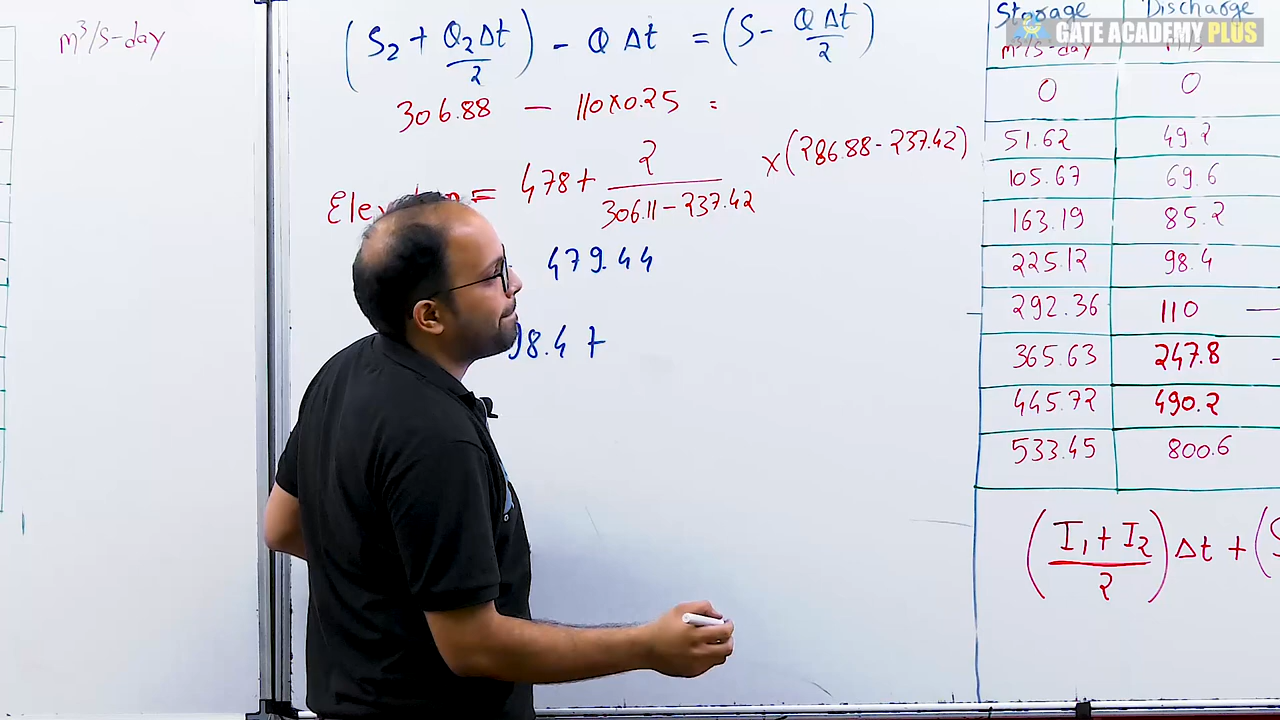 m³/s-day
(S₂ + Q₂Δt/2) - Q Δt = (S - QΔt/2)
306.88 - 110×0.25 =
= 478 + 2/(306.11 - 237.42) × (286.88 - 237.42)
479.44
98.4 +
Storage Discharge
GATE ACADEMY PLUS
m³/s-day
0 0
51.62 49.2
105.67 69.6
163.19 85.2
225.12 98.4
292.36 110
365.63 247.8
445.72 490.2
533.45 800.6
((I₁ + I₂)/2) Δt + (